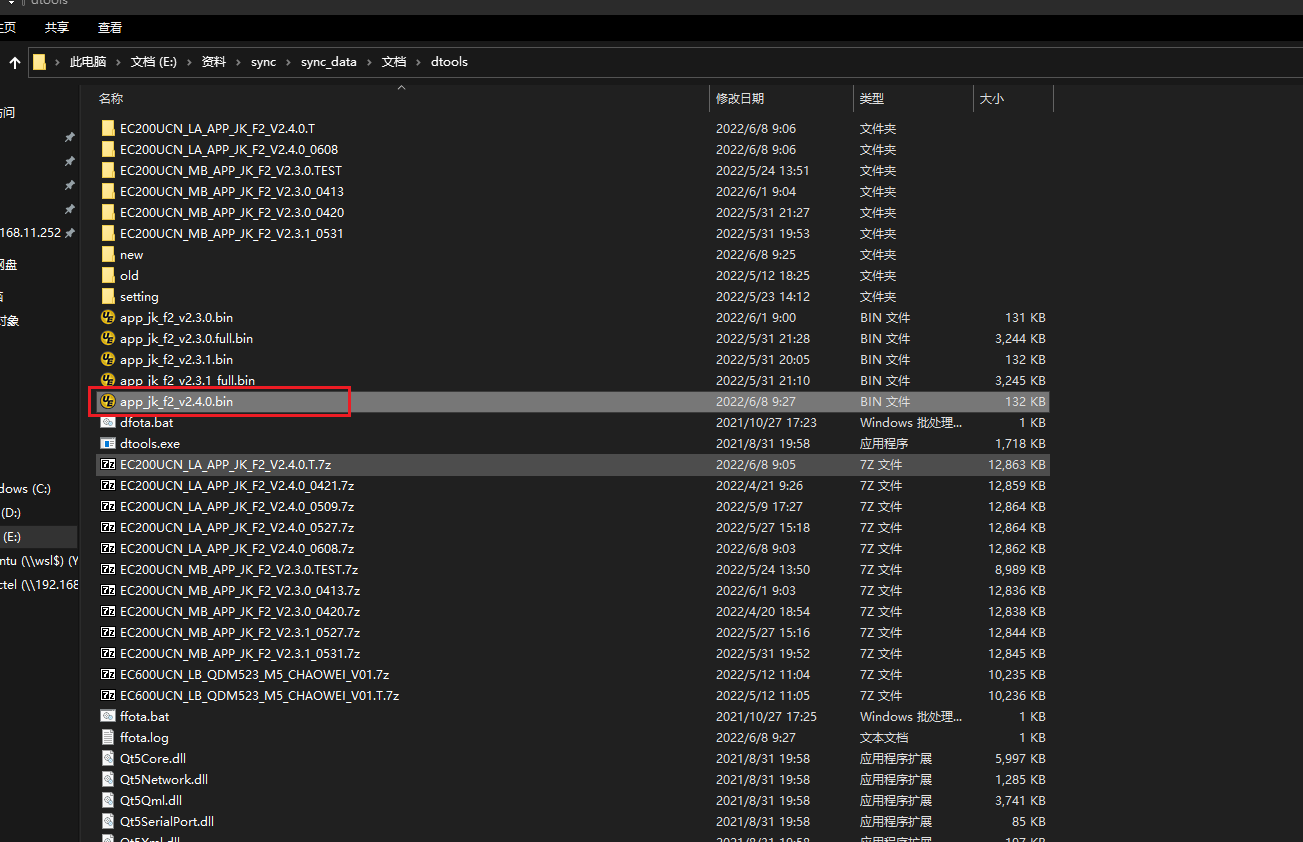 dtools
主页 共享 查看
此电脑 › 文档 (E:) › 资料 › sync › sync_data › 文档 › dtools
名称 修改日期 类型 大小
EC200UCN_LA_APP_JK_F2_V2.4.0.T 2022/6/8 9:06 文件夹
EC200UCN_LA_APP_JK_F2_V2.4.0_0608 2022/6/8 9:06 文件夹
EC200UCN_MB_APP_JK_F2_V2.3.0.TEST 2022/5/24 13:51 文件夹
EC200UCN_MB_APP_JK_F2_V2.3.0_0413 2022/6/1 9:04 文件夹
EC200UCN_MB_APP_JK_F2_V2.3.0_0420 2022/5/31 21:27 文件夹
168.11.252 EC200UCN_MB_APP_JK_F2_V2.3.1_0531 2022/5/31 19:53 文件夹
new 2022/6/8 9:25 文件夹
old 2022/5/12 18:25 文件夹
setting 2022/5/23 14:12 文件夹
对象 app_jk_f2_v2.3.0.bin 2022/6/1 9:00 BIN 文件 131 KB
app_jk_f2_v2.3.0.full.bin 2022/5/31 21:28 BIN 文件 3,244 KB
app_jk_f2_v2.3.1.bin 2022/5/31 20:05 BIN 文件 132 KB
app_jk_f2_v2.3.1_full.bin 2022/5/31 21:10 BIN 文件 3,245 KB
app_jk_f2_v2.4.0.bin 2022/6/8 9:27 BIN 文件 132 KB
dfota.bat 2021/10/27 17:23 Windows 批处理... 1 KB
dtools.exe 2021/8/31 19:58 应用程序 1,718 KB
EC200UCN_LA_APP_JK_F2_V2.4.0.T.7z 2022/6/8 9:05 7Z 文件 12,863 KB
dows (C:) EC200UCN_LA_APP_JK_F2_V2.4.0_0421.7z 2022/4/21 9:26 7Z 文件 12,859 KB
(D:) EC200UCN_LA_APP_JK_F2_V2.4.0_0509.7z 2022/5/9 17:27 7Z 文件 12,864 KB
(E:) EC200UCN_LA_APP_JK_F2_V2.4.0_0527.7z 2022/5/27 15:18 7Z 文件 12,864 KB
ntu (\\wsl$) (Y EC200UCN_LA_APP_JK_F2_V2.4.0_0608.7z 2022/6/8 9:03 7Z 文件 12,862 KB
ctel (\\192.168 EC200UCN_MB_APP_JK_F2_V2.3.0.TEST.7z 2022/5/24 13:50 7Z 文件 8,989 KB
EC200UCN_MB_APP_JK_F2_V2.3.0_0413.7z 2022/6/1 9:03 7Z 文件 12,836 KB
EC200UCN_MB_APP_JK_F2_V2.3.0_0420.7z 2022/4/20 18:54 7Z 文件 12,838 KB
EC200UCN_MB_APP_JK_F2_V2.3.1_0527.7z 2022/5/27 15:16 7Z 文件 12,844 KB
EC200UCN_MB_APP_JK_F2_V2.3.1_0531.7z 2022/5/31 19:52 7Z 文件 12,845 KB
EC600UCN_LB_QDM523_M5_CHAOWEI_V01.7z 2022/5/12 11:04 7Z 文件 10,235 KB
EC600UCN_LB_QDM523_M5_CHAOWEI_V01.T.7z 2022/5/12 11:05 7Z 文件 10,236 KB
ffota.bat 2021/10/27 17:25 Windows 批处理... 1 KB
ffota.log 2022/6/8 9:27 文本文档 1 KB
Qt5Core.dll 2021/8/31 19:58 应用程序扩展 5,997 KB
Qt5Network.dll 2021/8/31 19:58 应用程序扩展 1,285 KB
Qt5Qml.dll 2021/8/31 19:58 应用程序扩展 3,741 KB
Qt5SerialPort.dll 2021/8/31 19:58 应用程序扩展 85 KB
Qt5Xml.dll 2021/8/31 19:58 应用程序扩展 197 KB